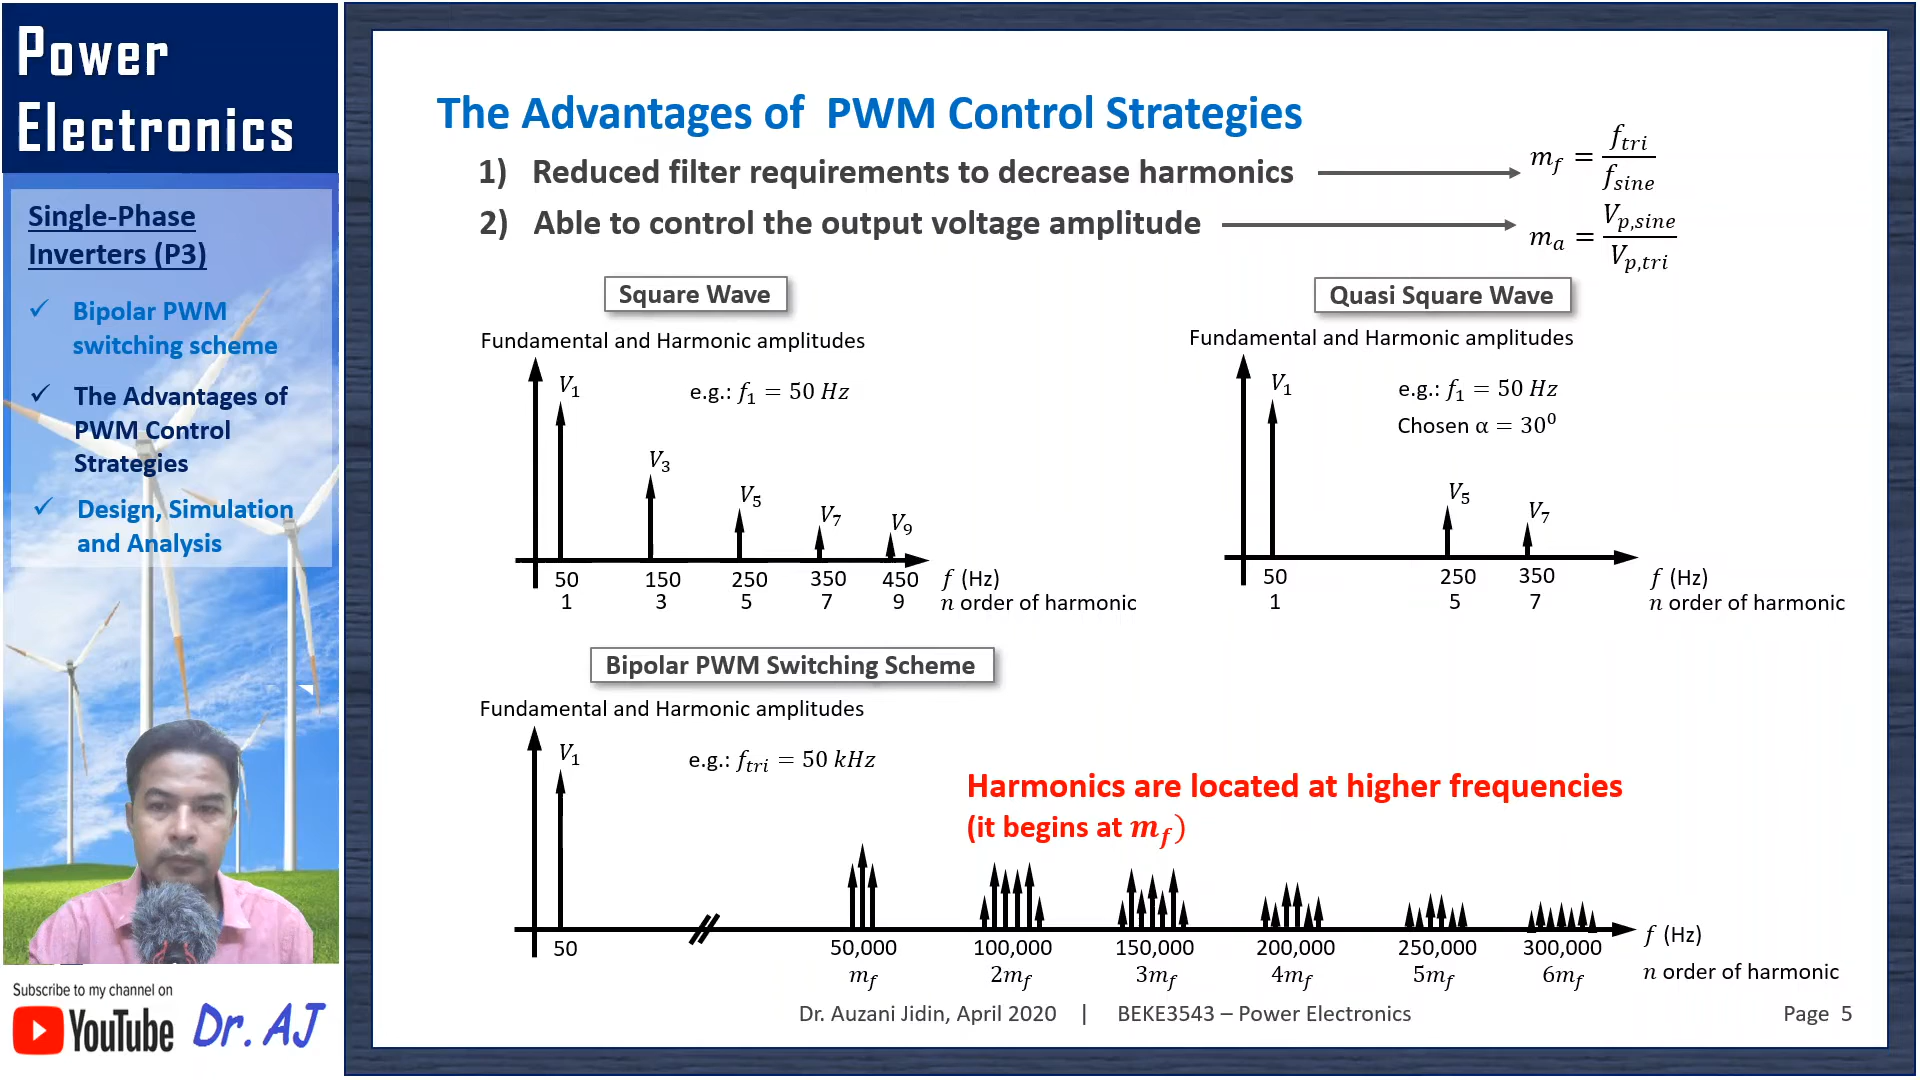 Power
Electronics
Single-Phase
Inverters (P3)
✓ Bipolar PWM
switching scheme
✓ The Advantages of
PWM Control
Strategies
✓ Design, Simulation
and Analysis
Subscribe to my channel on
YouTube Dr. AJ
The Advantages of PWM Control Strategies
1) Reduced filter requirements to decrease harmonics
m_f = f_tri / f_sine
2) Able to control the output voltage amplitude
m_a = V_p,sine / V_p,tri
Square Wave
Fundamental and Harmonic amplitudes
e.g.: f₁ = 50 Hz
V₁ V₃ V₅ V₇ V₉
50 150 250 350 450 f (Hz)
1 3 5 7 9 n order of harmonic
Quasi Square Wave
Fundamental and Harmonic amplitudes
e.g.: f₁ = 50 Hz
Chosen α = 30⁰
V₁ V₅ V₇
50 250 350 f (Hz)
1 5 7 n order of harmonic
Bipolar PWM Switching Scheme
Fundamental and Harmonic amplitudes
V₁ e.g.: f_tri = 50 kHz
Harmonics are located at higher frequencies
(it begins at m_f)
50 50,000 100,000 150,000 200,000 250,000 300,000 f (Hz)
m_f 2m_f 3m_f 4m_f 5m_f 6m_f n order of harmonic
Dr. Auzani Jidin, April 2020 | BEKE3543 – Power Electronics Page 5